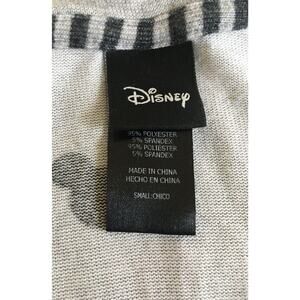 Disney
95% POLYESTER
5% SPANDEX
95% POLIESTER
5% SPANDEX
MADE IN CHINA
HECHO EN CHINA
SMALL:CHICO